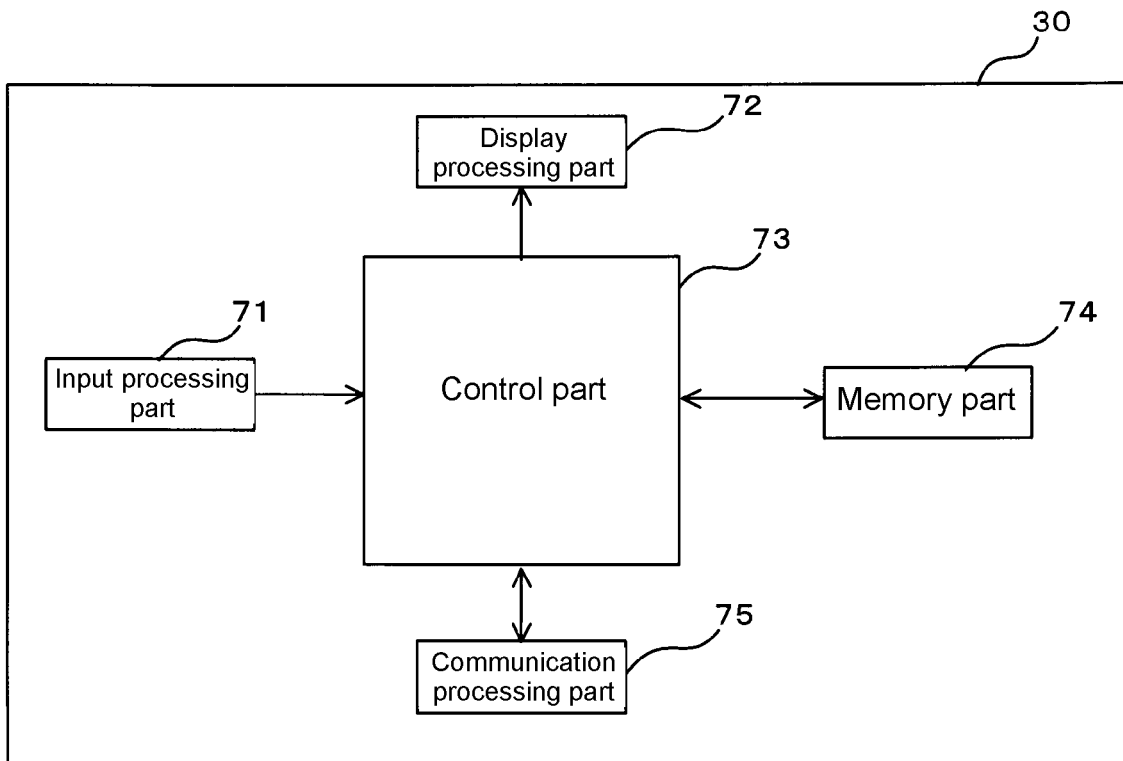 30
72
Display
processing part
73
71
74
Input processing
part
Control part
Memory part
75
Communication
processing part